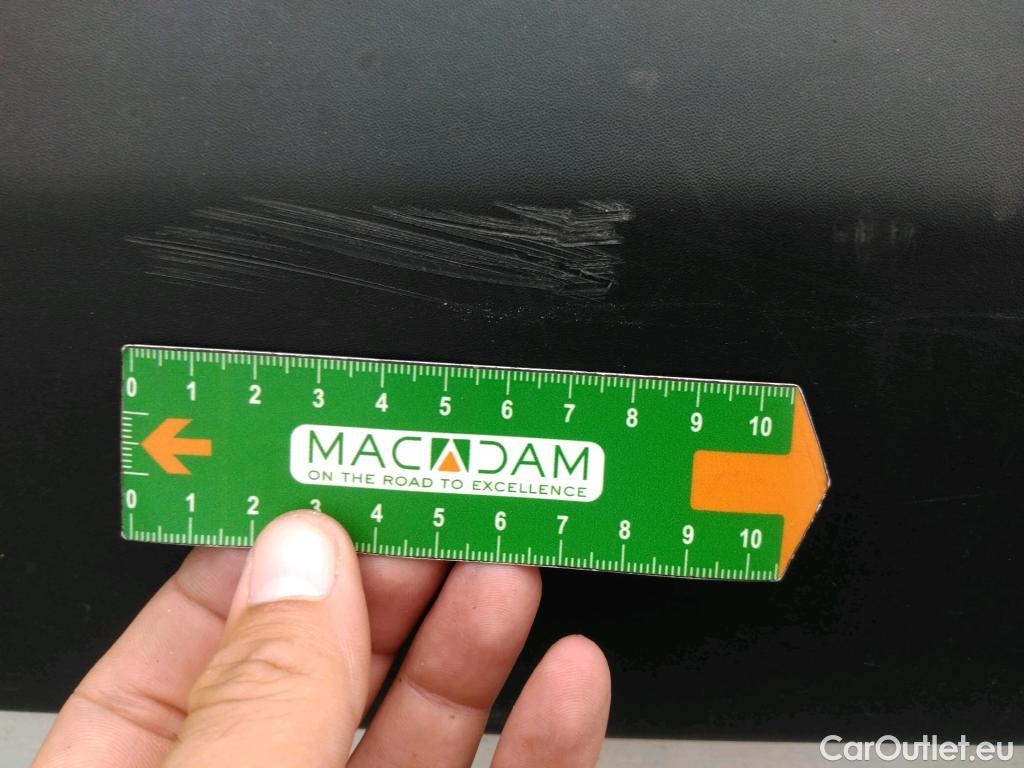 0 1 2 3 4 5 6 7 8 9 10
MACADAM
ON THE ROAD TO EXCELLENCE
0 1 2 3 4 5 6 7 8 9 10
CarOutlet.eu